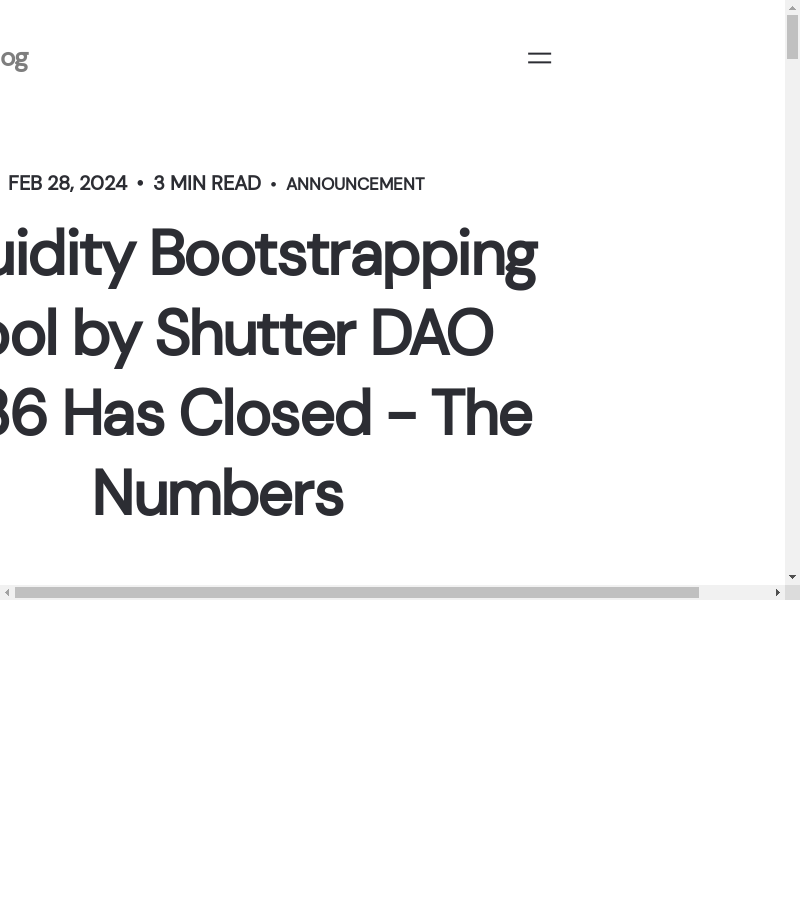 og
FEB 28, 2024 • 3 MIN READ • ANNOUNCEMENT
uidity Bootstrapping
ool by Shutter DAO
36 Has Closed – The
Numbers